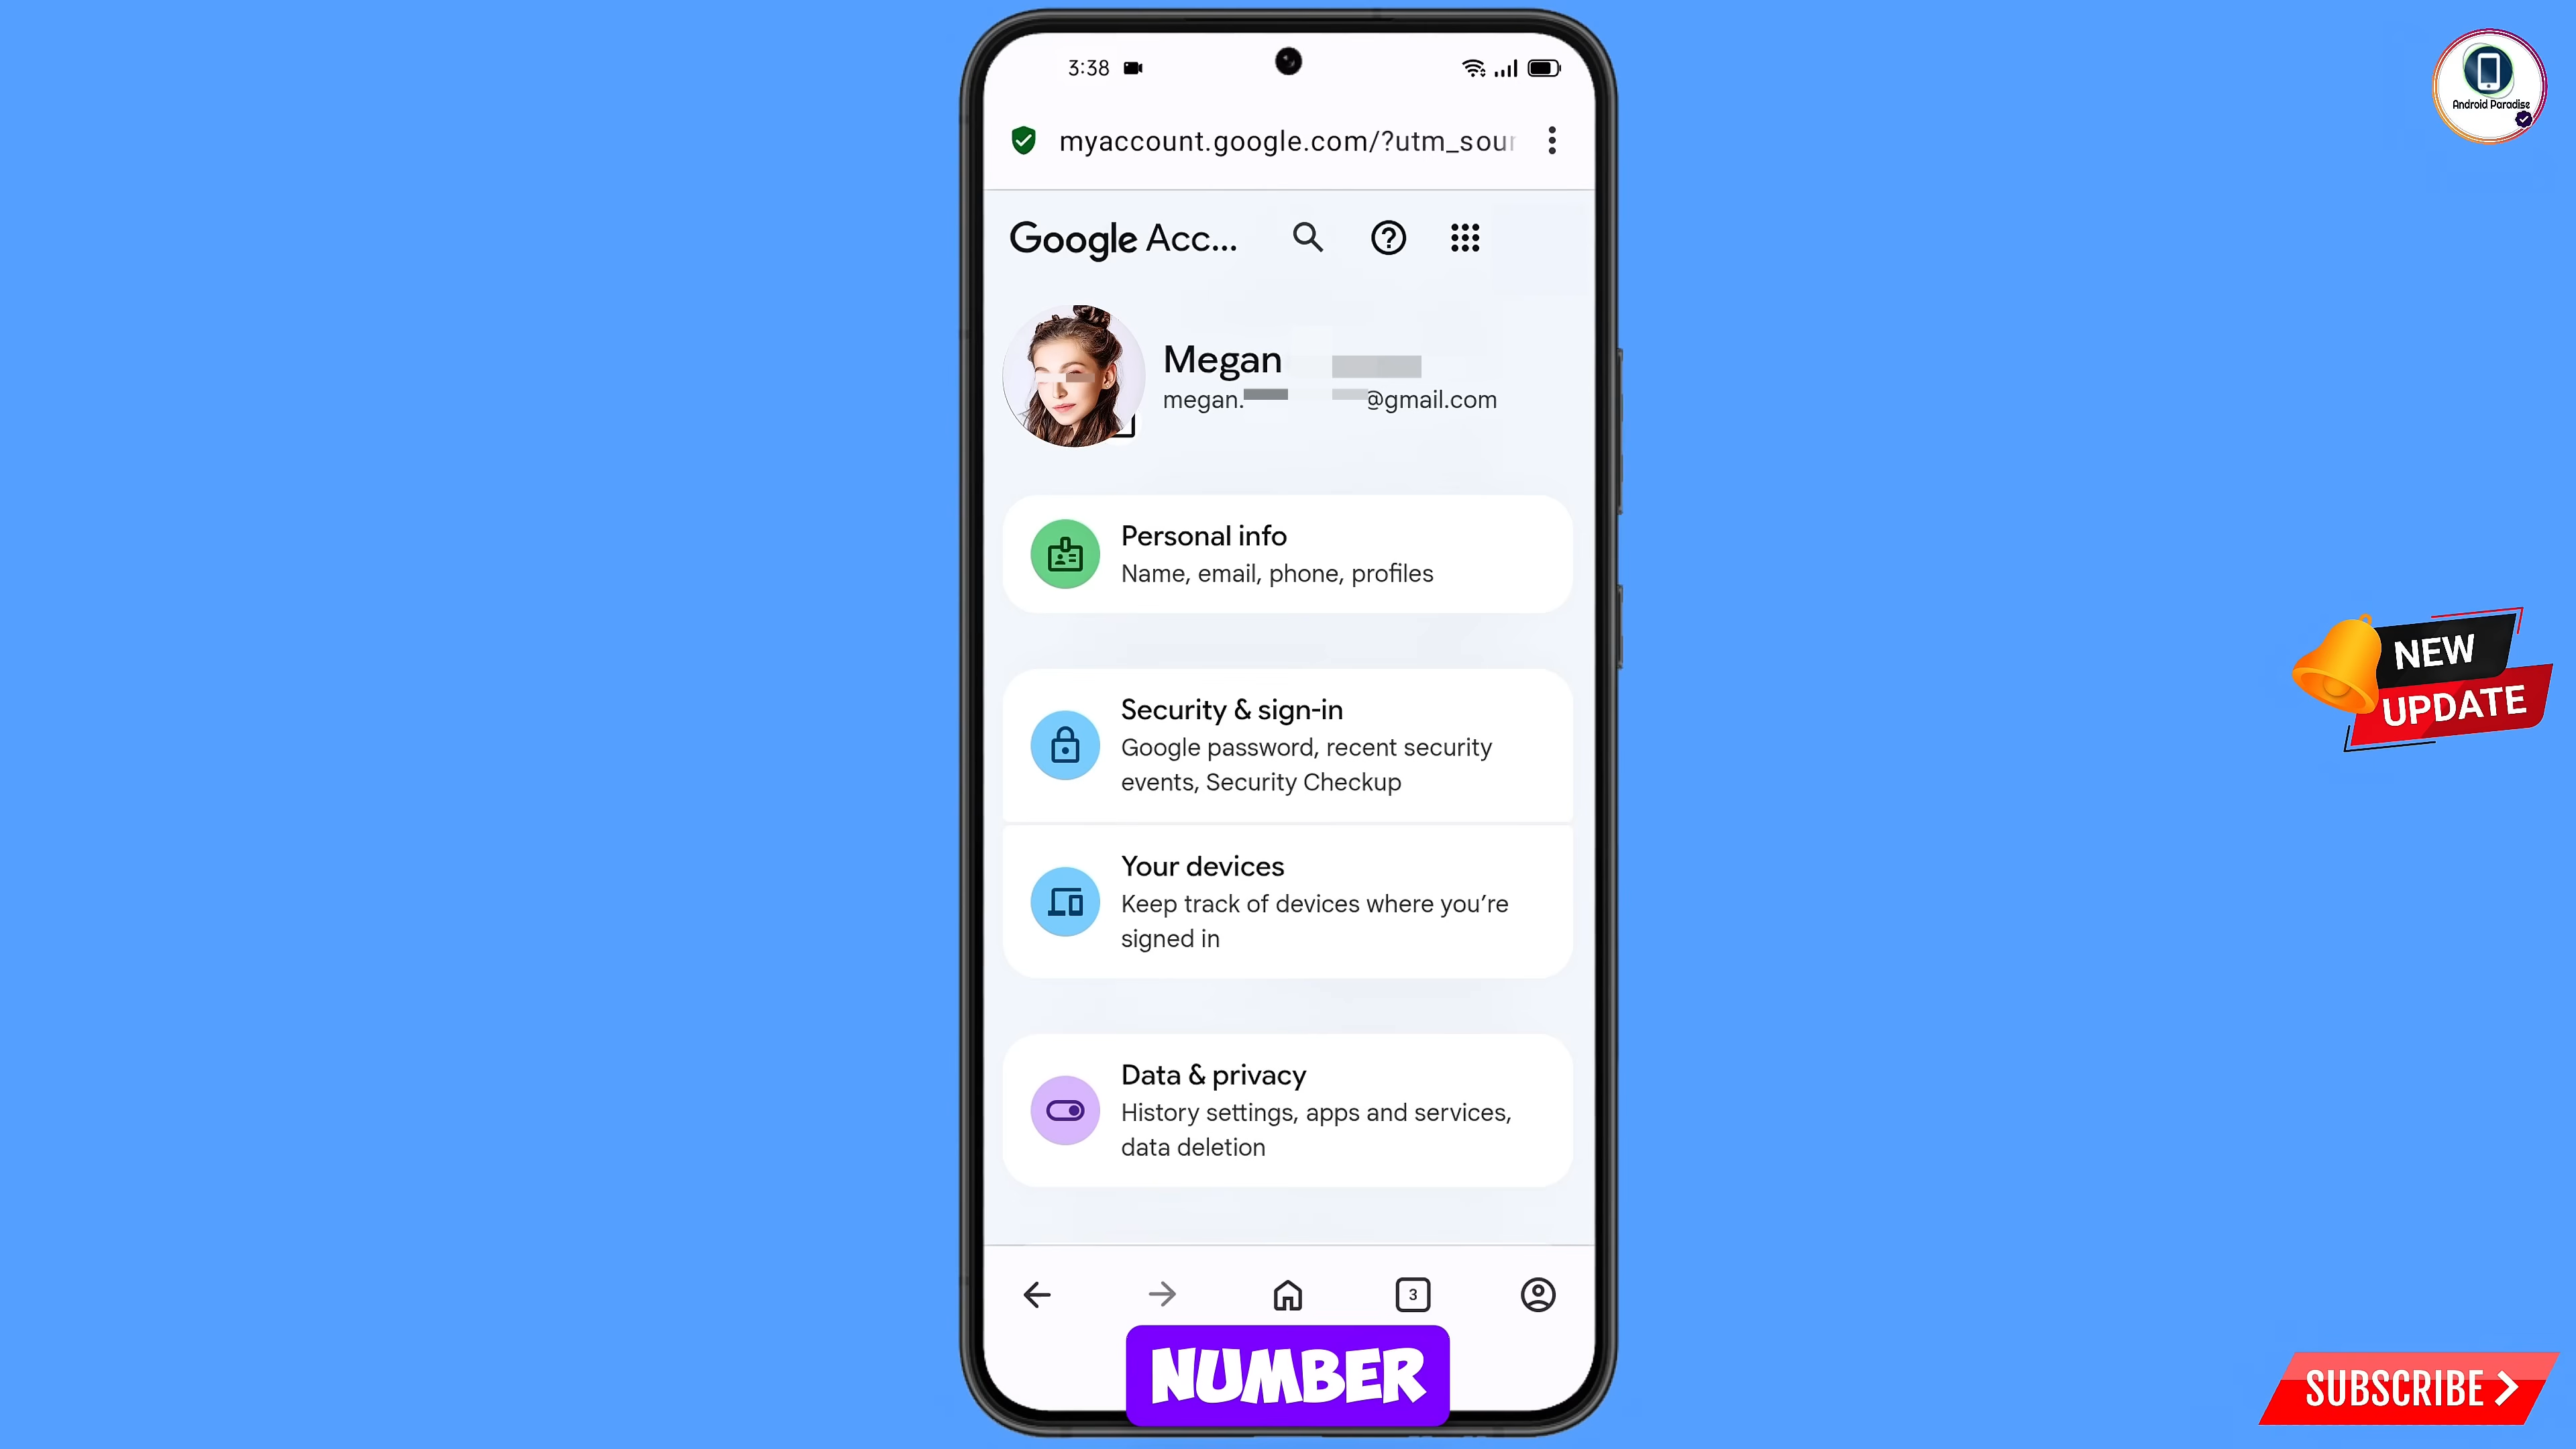 3:38
Android Paradise
myaccount.google.com/?utm_sour
Google Acc...
Megan
megan.
@gmail.com
Personal info
Name, email, phone, profiles
Security & sign-in
Google password, recent security
events, Security Checkup
Your devices
Keep track of devices where you’re
signed in
NEW
UPDATE
Data & privacy
History settings, apps and services,
data deletion
3
NUMBER
SUBSCRIBE